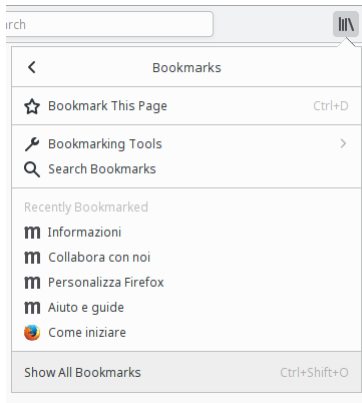 rch
Bookmarks
Bookmark This Page Ctrl+D
Bookmarking Tools
Search Bookmarks
Recently Bookmarked
Informazioni
Collabora con noi
Personalizza Firefox
Aiuto e guide
Come iniziare
Show All Bookmarks Ctrl+Shift+O